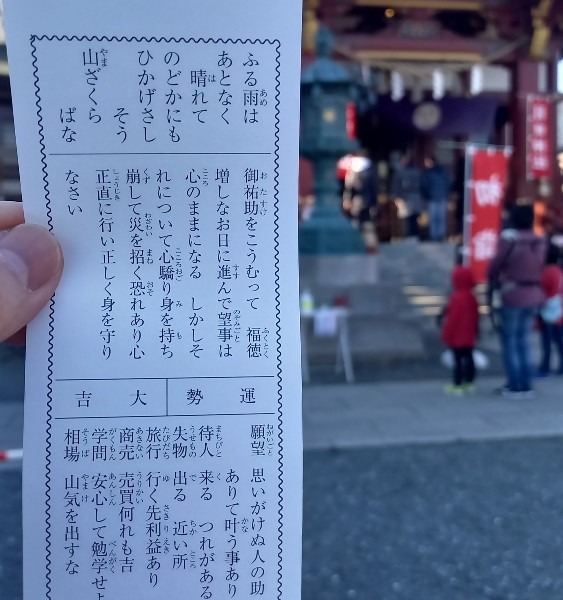 ふる雨は
あとなく
晴れて
のどかにも
ひかげさし
そう
山ざくら
ばな
御祐助をこうむって　福徳
増しなお日に進んで望事は
心のままになる　しかしそ
れについて心驕り身を持ち
崩して災を招く恐れあり心
正直に行い正しく身を守り
なさい
運勢
大吉
願望　思いがけぬ人の助
ありて叶う事あり
待人　来る　つれがある
失物　出る　近い所
旅行　行く先利益あり
商売　売買何れも吉
学問　安心して勉学せよ
相場　山気を出すな
初詣